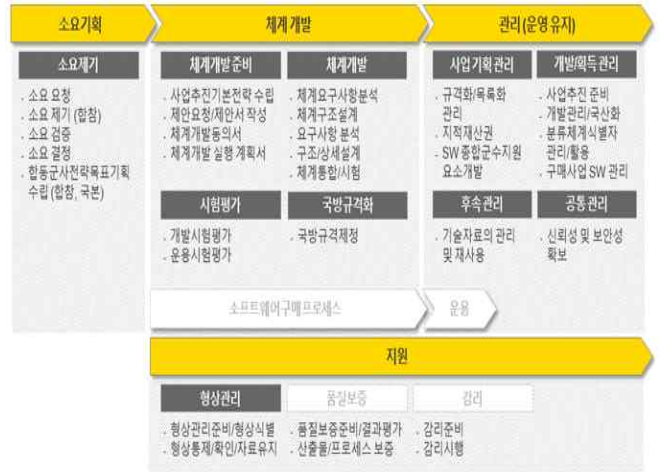 소요기획
체계 개발
관리 (운영 유지)
소요제기
. 소요 요청
. 소요 제기 (합참)
. 소요 검증
. 소요 결정
. 합동군사전략목표기획
수립 (합참, 국본)
체계개발 준비
. 사업추진기본전략 수립
. 제안요청/제안서 작성
. 체계개발동의서
. 체계개발 실행 계획서
체계개발
. 체계요구사항분석
. 체계구조설계
. 요구사항 분석
. 구조/상세설계
. 체계통합/시험
시험평가
. 개발시험평가
. 운용시험평가
국방규격화
. 국방규격제정
사업기획관리
. 규격화/목록화
관리
. 지적재산권
. SW 종합군수지원
요소개발
개발/획득관리
. 사업추진 준비
. 개발관리/국산화
. 분류체계식별자
관리/활용
. 구매사업 SW 관리
후속관리
. 기술자료의 관리
및 재사용
공통관리
. 신뢰성 및 보안성
확보
소프트웨어구매프로세스
운용
지원
형상관리
. 형상관리준비/형상식별
. 형상통제/확인/자료유지
품질보증
. 품질보증준비/결과평가
. 산출물/프로세스 보증
감리
. 감리준비
. 감리시행